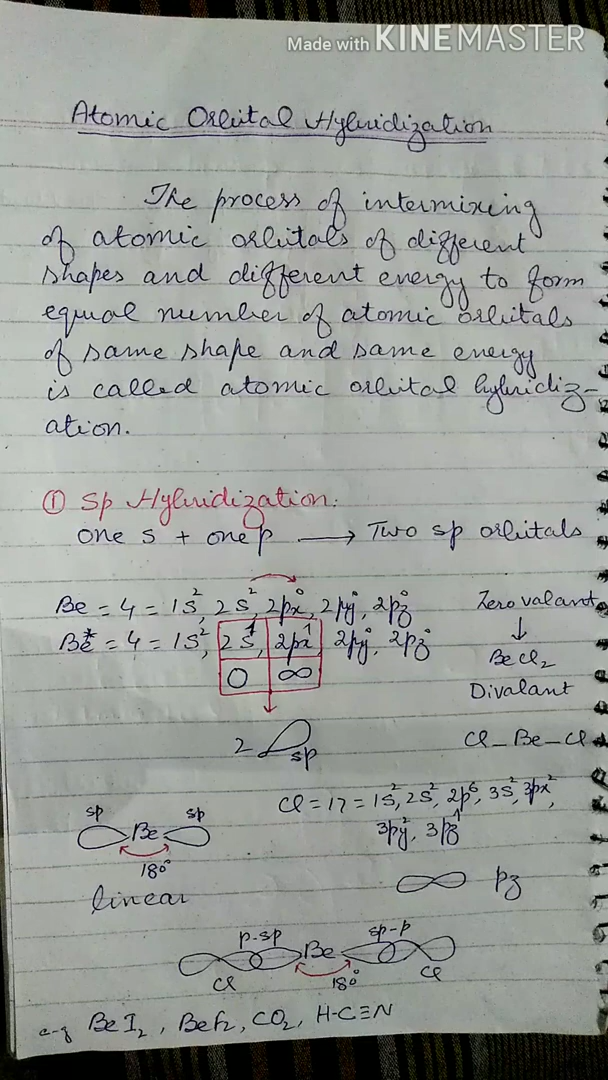 Made with KINEMASTER
Atomic Orbital Hybridization
The process of intermixing
of atomic orbitals of different
shapes and different energy to form
equal number of atomic orbitals
of same shape and same energy
is called atomic orbital hybridiz-
ation.
① Sp Hybridization:
one s + one p ⟶ Two sp orbitals
Be = 4 = 1S², 2S², 2px⁰, 2py⁰, 2pz⁰
Zero valant
Be* = 4 = 1S², 2S¹, 2px¹, 2py⁰, 2pz⁰
↓
BeCl₂
Divalant
2 sp
Cl – Be – Cl
Cl = 17 = 1S², 2S², 2p⁶, 3S², 3px²,
3py², 3pz¹
sp Be sp
180°
linear
pz
p-sp Be sp-p
Cl 180° Cl
e-g BeI₂, BeF₂, CO₂, H-C≡N